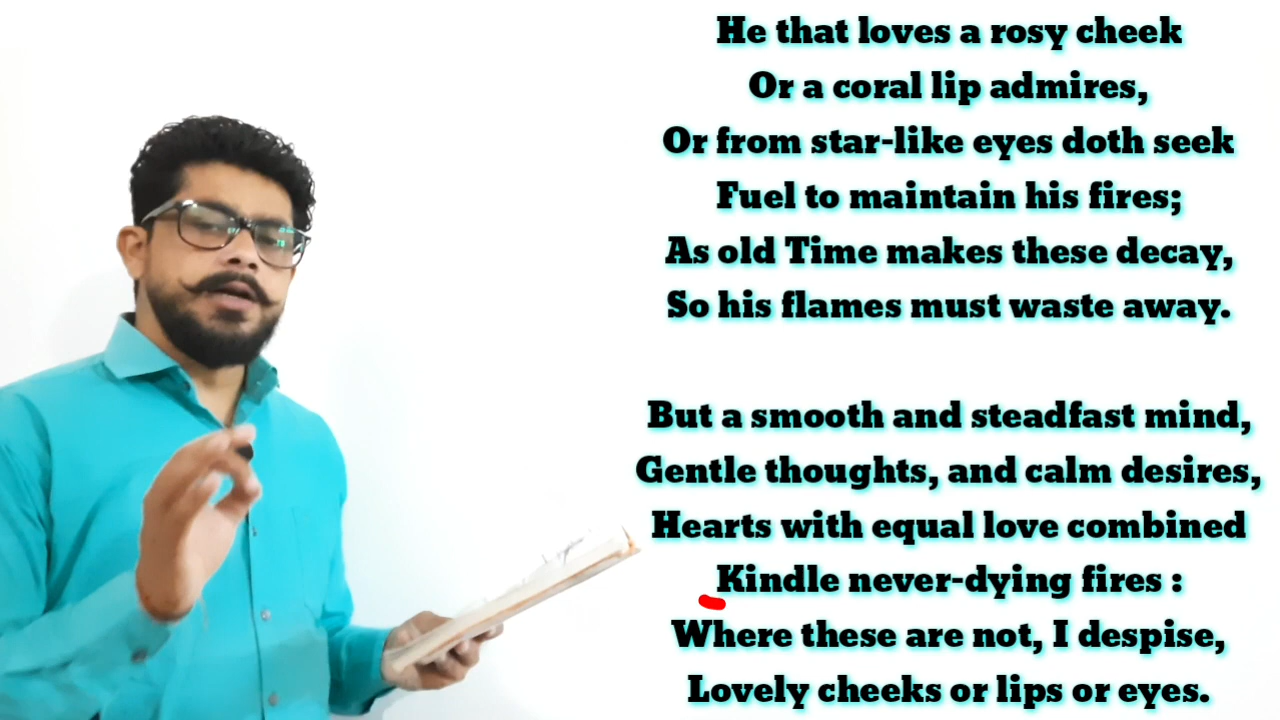 He that loves a rosy cheek
Or a coral lip admires,
Or from star-like eyes doth seek
Fuel to maintain his fires;
As old Time makes these decay,
So his flames must waste away.
But a smooth and steadfast mind,
Gentle thoughts, and calm desires,
Hearts with equal love combined
Kindle never-dying fires :
Where these are not, I despise,
Lovely cheeks or lips or eyes.